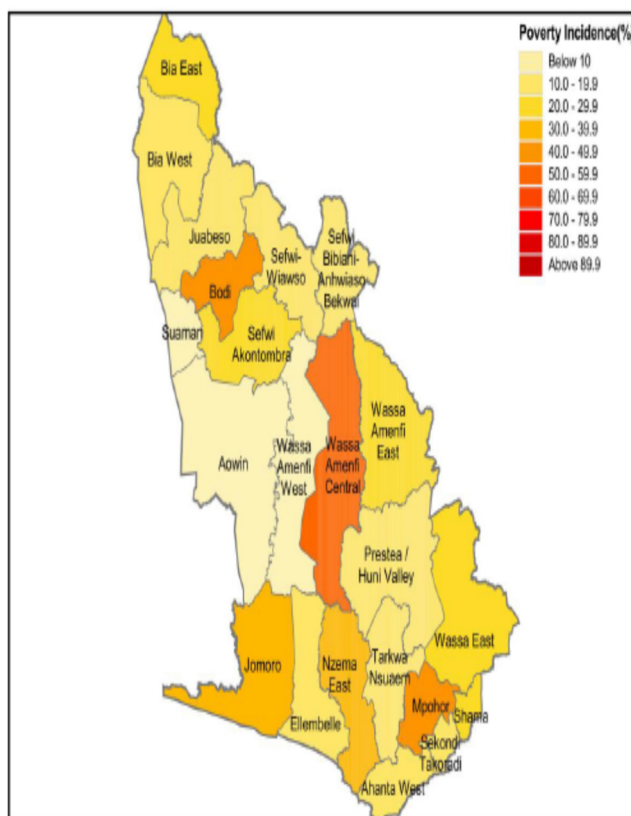 Poverty Incidence(%
Below 10
10.0 - 19.9
20.0 - 29.9
30.0 - 39.9
40.0 - 49.9
50.0 - 59.9
60.0 - 69.9
70.0 - 79.9
80.0 - 89.9
Above 89.9
Bia East
Bia West
Juabeso
Sefwi-
Wiawso
Sefwi
Bibiani-
Anhwiaso
Bekwai
Bodi
Suaman
Sefwi
Akontombra
Aowin
Wassa
Amenfi
West
Wassa
Amenfi
Central
Wassa
Amenfi
East
Prestea /
Huni Valley
Wassa East
Jomoro
Ellembelle
Nzema
East
Tarkwa
Nsuaem
Mpohor
Shama
Sekondi
Takoradi
Ahanta West